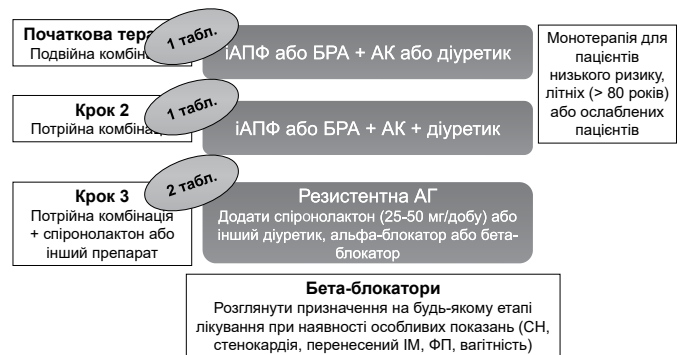 Початкова
Подвійна
1 табл.
іАПФ або БРА + АК або діуретик
Монотерапія для
пацієнтів
низького ризику,
літніх (> 80 років)
або ослаблених
пацієнтів
Крок 2
Потрійна
1 табл.
іАПФ або БРА + АК + діуретик
Крок 3
Потрійна комбінація
+ спіронолактон або
інший препарат
2 табл.
Резистентна АГ
Додати спіронолактон (25-50 мг/добу) або
інший діуретик, альфа-блокатор або бета-
блокатор
Бета-блокатори
Розглянути призначення на будь-якому етапі
лікування при наявності особливих показань (СН,
стенокардія, перенесений ІМ, ФП, вагітність)